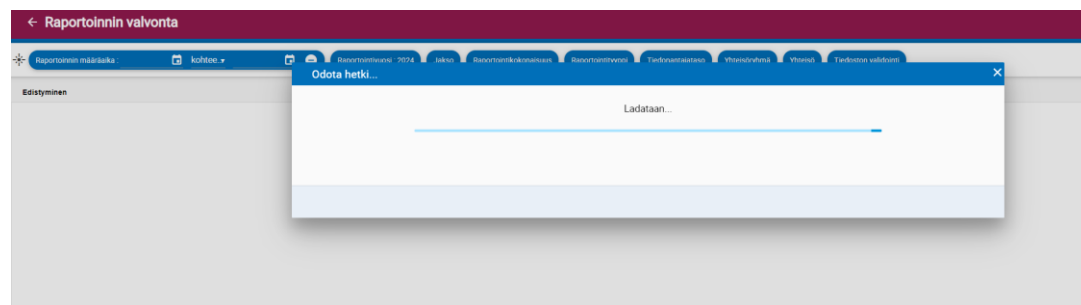 ← Raportoinnin valvonta
Raportoinnin määräaika : kohtee.. Raportointivuosi 2024 Jakso Raportointikokonaisuus Raportointityyppi Tiedonantajataso Yhteisöryhmä Yhteisö Tiedoston validointi
Odota hetki... ×
Edistyminen
Ladataan...